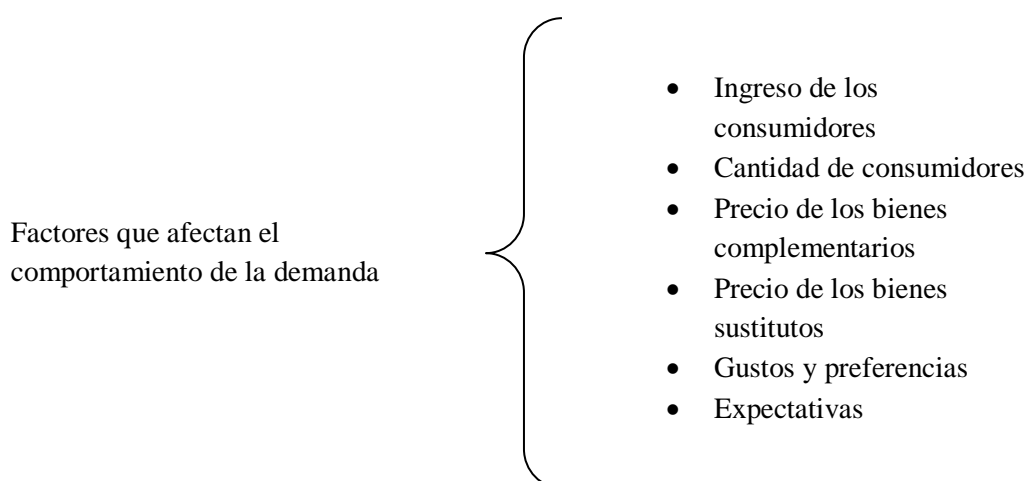 Factores que afectan el
comportamiento de la demanda
• Ingreso de los
consumidores
• Cantidad de consumidores
• Precio de los bienes
complementarios
• Precio de los bienes
sustitutos
• Gustos y preferencias
• Expectativas